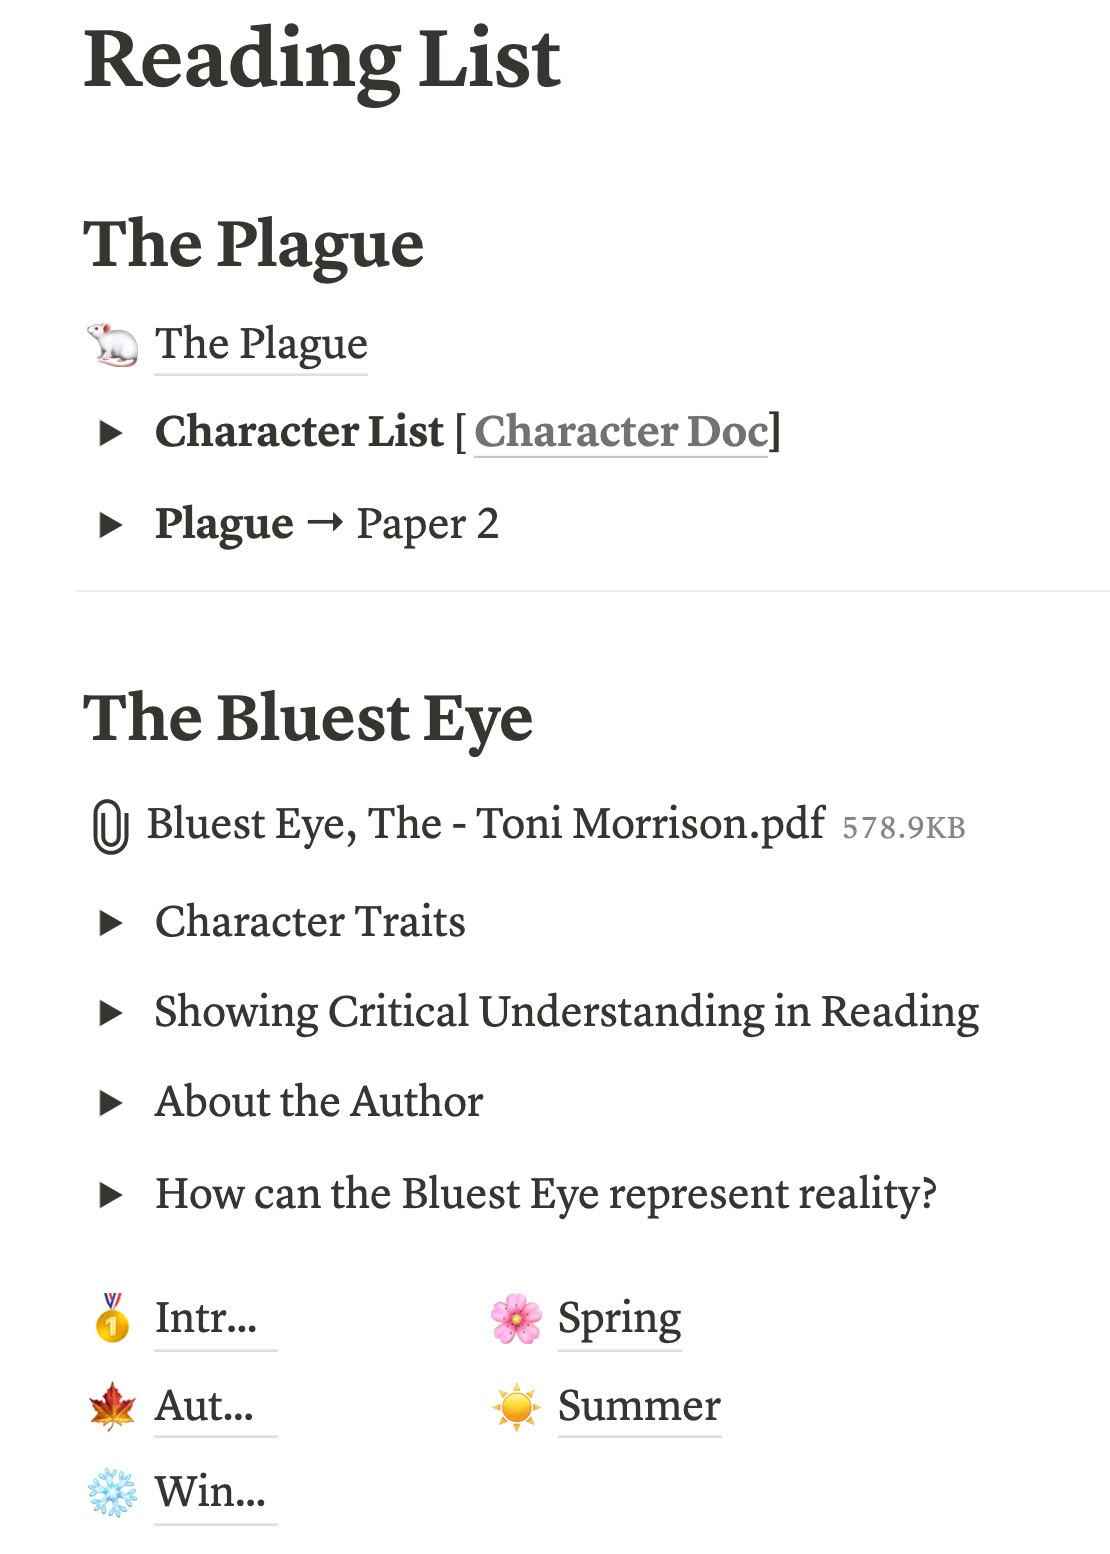 Reading List
The Plague
The Plague
Character List [ Character Doc]
Plague → Paper 2
The Bluest Eye
Bluest Eye, The - Toni Morrison.pdf 578.9KB
Character Traits
Showing Critical Understanding in Reading
About the Author
How can the Bluest Eye represent reality?
Intr...
Aut...
Win...
Spring
Summer